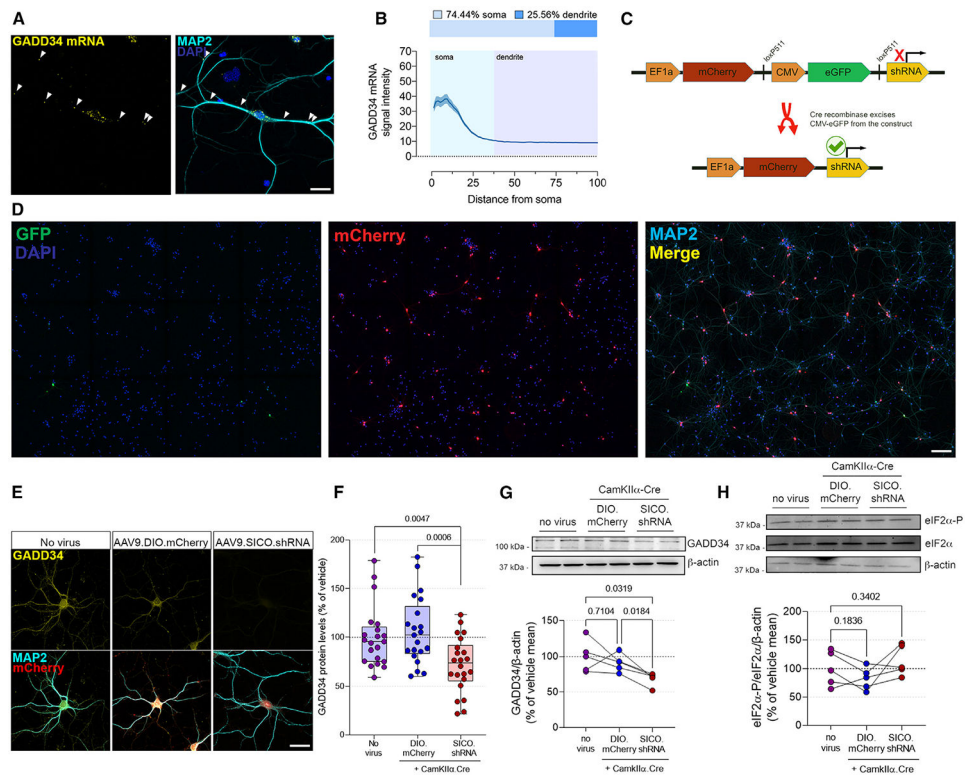 A
GADD34 mRNA
MAP2
DAPI
B
74.44% soma
25.56% dendrite
GADD34 mRNA
signal intensity
70
60
50
40
30
20
10
0
soma
dendrite
0
25
50
75
100
Distance from soma
C
loxP511
loxP511
X
EF1a
mCherry
CMV
eGFP
shRNA
Cre recombinase excises
CMV-eGFP from the construct
EF1a
mCherry
shRNA
D
GFP
DAPI
mCherry
MAP2
Merge
E
No virus
AAV9.DIO.mCherry
AAV9.SICO.shRNA
GADD34
MAP2
mCherry
F
0.0047
0.0006
GADD34 protein levels (% of vehicle)
200
150
100
50
0
No
virus
DIO.
mCherry
SICO.
shRNA
+ CamKIIα.Cre
G
CamKIIα-Cre
no virus
DIO.
mCherry
SICO.
shRNA
100 kDa -
GADD34
37 kDa -
β-actin
0.0319
0.7104
0.0184
GADD34/β-actin
(% of vehicle mean)
200
150
100
50
0
no
virus
DIO.
mCherry
SICO.
shRNA
+ CamKIIα.Cre
H
CamKIIα-Cre
no virus
DIO.
mCherry
SICO.
shRNA
37 kDa -
eIF2α-P
37 kDa -
eIF2α
37 kDa -
β-actin
0.3402
0.1836
eIF2α-P/eIF2α/β-actin
(% of vehicle mean)
200
150
100
50
0
no
virus
DIO.
mCherry
SICO.
shRNA
+ CamKIIα.Cre